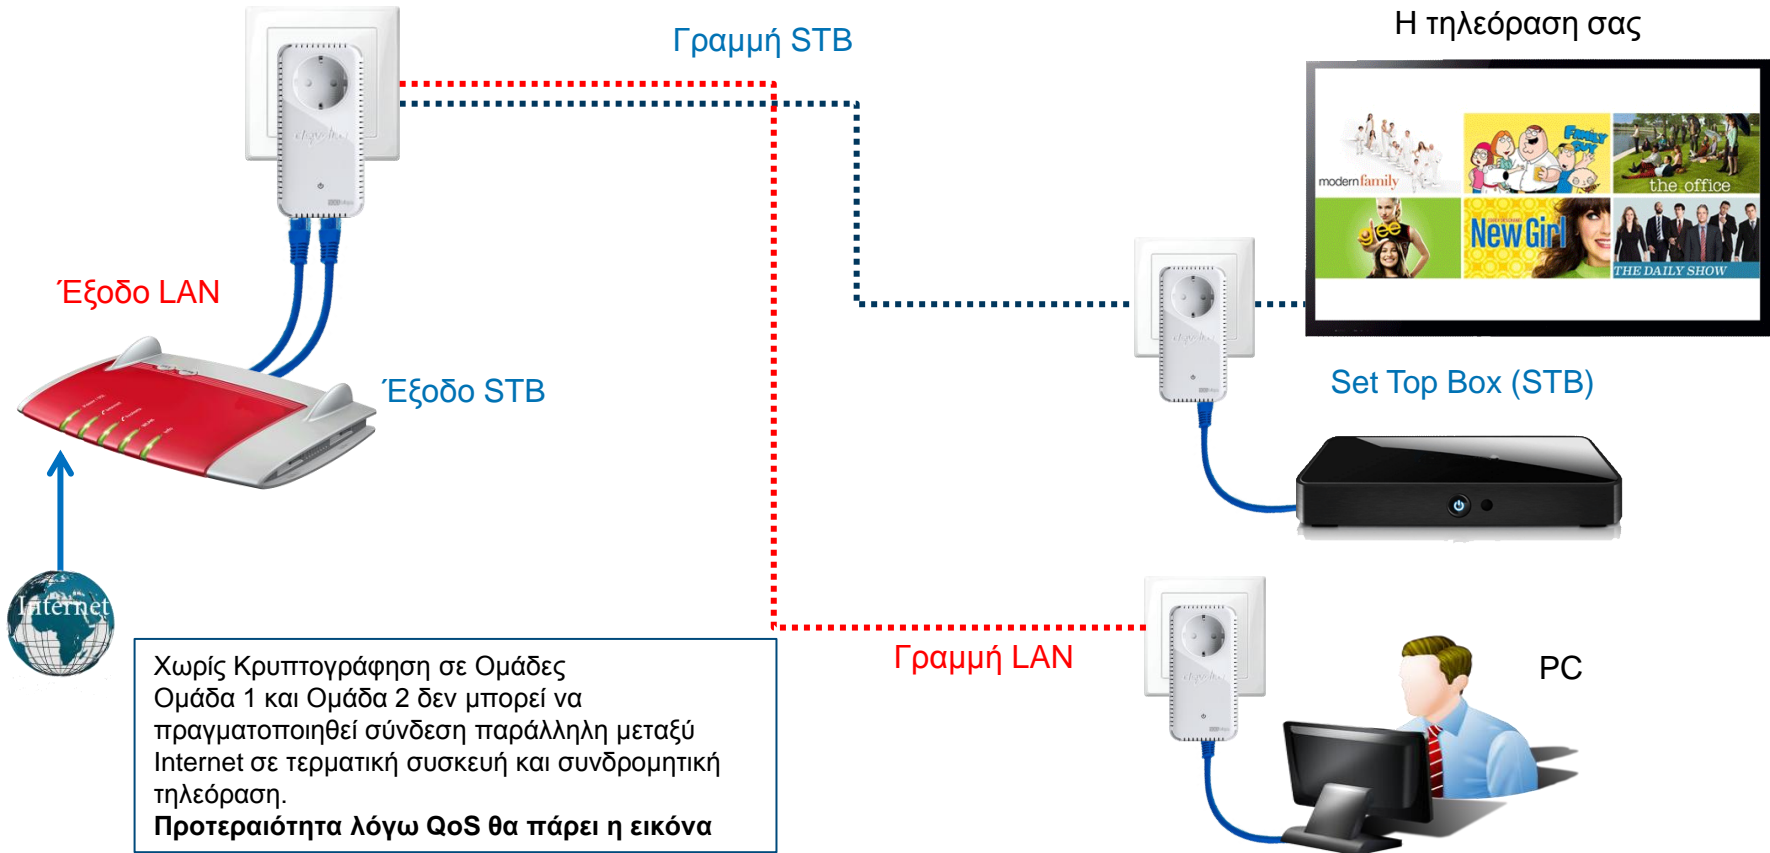 Γραμμή STB
Η τηλεόραση σας
modernfamily
FAMILY GUY
the office
glee
New Girl
THE DAILY SHOW
Έξοδο LAN
Έξοδο STB
Set Top Box (STB)
Internet
Γραμμή LAN
PC
Χωρίς Κρυπτογράφηση σε Ομάδες
Ομάδα 1 και Ομάδα 2 δεν μπορεί να
πραγματοποιηθεί σύνδεση παράλληλη μεταξύ
Internet σε τερματική συσκευή και συνδρομητική
τηλεόραση.
Προτεραιότητα λόγω QoS θα πάρει η εικόνα